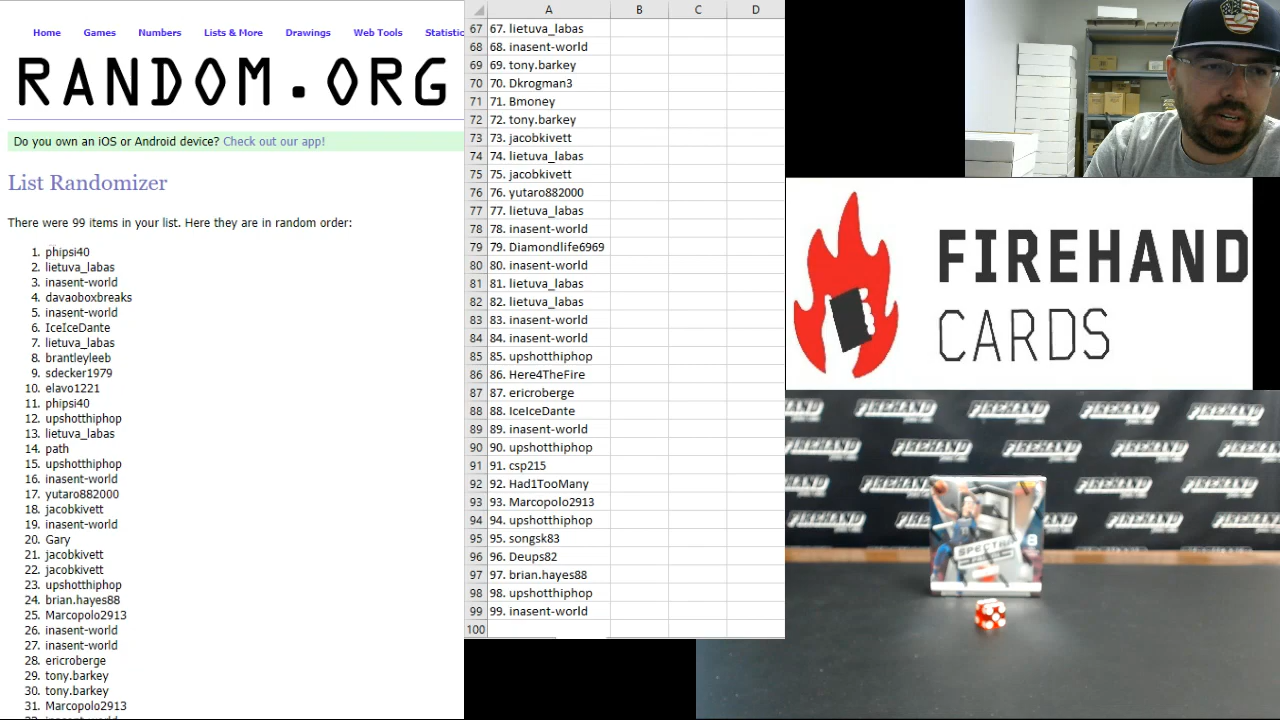 Home Games Numbers Lists & More Drawings Web Tools Statistic
RANDOM.ORG
Do you own an iOS or Android device? Check out our app!
List Randomizer
There were 99 items in your list. Here they are in random order:
1. phipsi40
2. lietuva_labas
3. inasent-world
4. davaoboxbreaks
5. inasent-world
6. IceIceDante
7. lietuva_labas
8. brantleyleeb
9. sdecker1979
10. elavo1221
11. phipsi40
12. upshotthiphop
13. lietuva_labas
14. path
15. upshotthiphop
16. inasent-world
17. yutaro882000
18. jacobkivett
19. inasent-world
20. Gary
21. jacobkivett
22. jacobkivett
23. upshotthiphop
24. brian.hayes88
25. Marcopolo2913
26. inasent-world
27. inasent-world
28. ericroberge
29. tony.barkey
30. tony.barkey
31. Marcopolo2913
A B C D
67 67. lietuva_labas
68 68. inasent-world
69 69. tony.barkey
70 70. Dkrogman3
71 71. Bmoney
72 72. tony.barkey
73 73. jacobkivett
74 74. lietuva_labas
75 75. jacobkivett
76 76. yutaro882000
77 77. lietuva_labas
78 78. inasent-world
79 79. Diamondlife6969
80 80. inasent-world
81 81. lietuva_labas
82 82. lietuva_labas
83 83. inasent-world
84 84. inasent-world
85 85. upshotthiphop
86 86. Here4TheFire
87 87. ericroberge
88 88. IceIceDante
89 89. inasent-world
90 90. upshotthiphop
91 91. csp215
92 92. Had1TooMany
93 93. Marcopolo2913
94 94. upshotthiphop
95 95. songsk83
96 96. Deups82
97 97. brian.hayes88
98 98. upshotthiphop
99 99. inasent-world
100
FIREHAND
CARDS
FIREHAND FIREHAND FIREHAND FIREHAND
SPECTRA